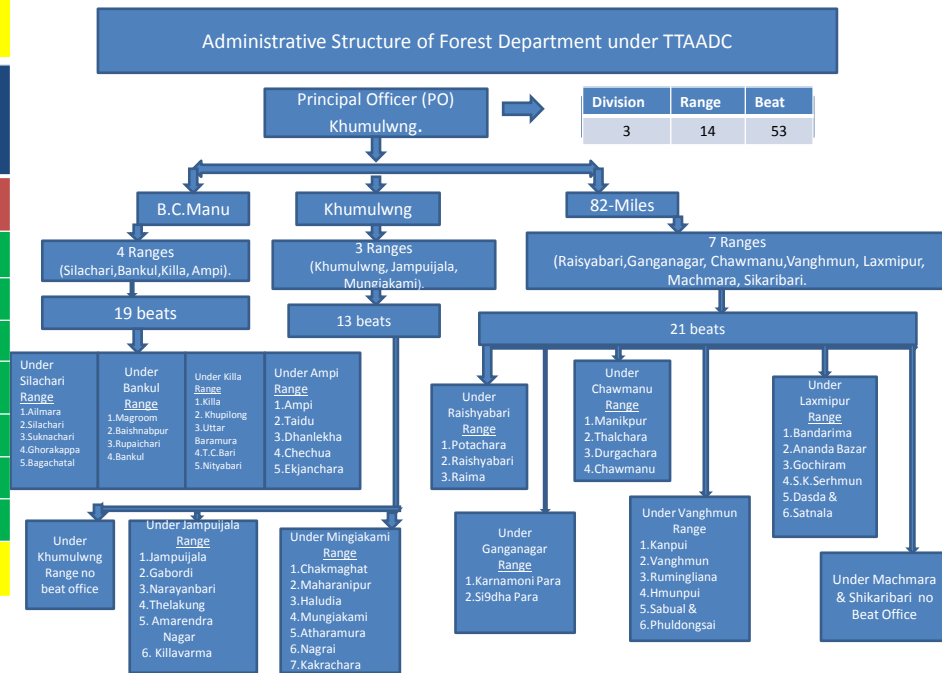 Administrative Structure of Forest Department under TTAADC
Principal Officer (PO)
Khumulwng.
Division Range Beat
3 14 53
B.C.Manu
Khumulwng
82-Miles
4 Ranges
(Silachari,Bankul,Killa, Ampi).
3 Ranges
(Khumulwng, Jampuijala,
Mungiakami).
7 Ranges
(Raisyabari,Ganganagar, Chawmanu,Vanghmun, Laxmipur,
Machmara, Sikaribari.
19 beats
13 beats
21 beats
Under
Silachari
Range
1.Ailmara
2.Silachari
3.Suknachari
4.Ghorakappa
5.Bagachatal
Under
Bankul
Range
1.Magroom
2.Baishnabpur
3.Rupaichari
4.Bankul
Under Killa
Range
1.Killa
2. Khupilong
3.Uttar
Baramura
4.T.C.Bari
5.Nityabari
Under Ampi
Range
1.Ampi
2.Taidu
3.Dhanlekha
4.Chechua
5.Ekjanchara
Under
Raishyabari
Range
1.Potachara
2.Raishyabari
3.Raima
Under
Chawmanu
Range
1.Manikpur
2.Thalchara
3.Durgachara
4.Chawmanu
Under
Laxmipur
Range
1.Bandarima
2.Ananda Bazar
3.Gochiram
4.S.K.Serhmun
5.Dasda &
6.Satnala
Under
Khumulwng
Range no
beat office
Under Jampuijala
Range
1.Jampuijala
2.Gabordi
3.Narayanbari
4.Thelakung
5. Amarendra
Nagar
6. Killavarma
Under Mingiakami
Range
1.Chakmaghat
2.Maharanipur
3.Haludia
4.Mungiakami
5.Atharamura
6.Nagrai
7.Kakrachara
Under
Ganganagar
Range
1.Karnamoni Para
2.Si9dha Para
Under Vanghmun
Range
1.Kanpui
2.Vanghmun
3.Rumingliana
4.Hmunpui
5.Sabual &
6.Phuldongsai
Under Machmara
& Shikaribari no
Beat Office